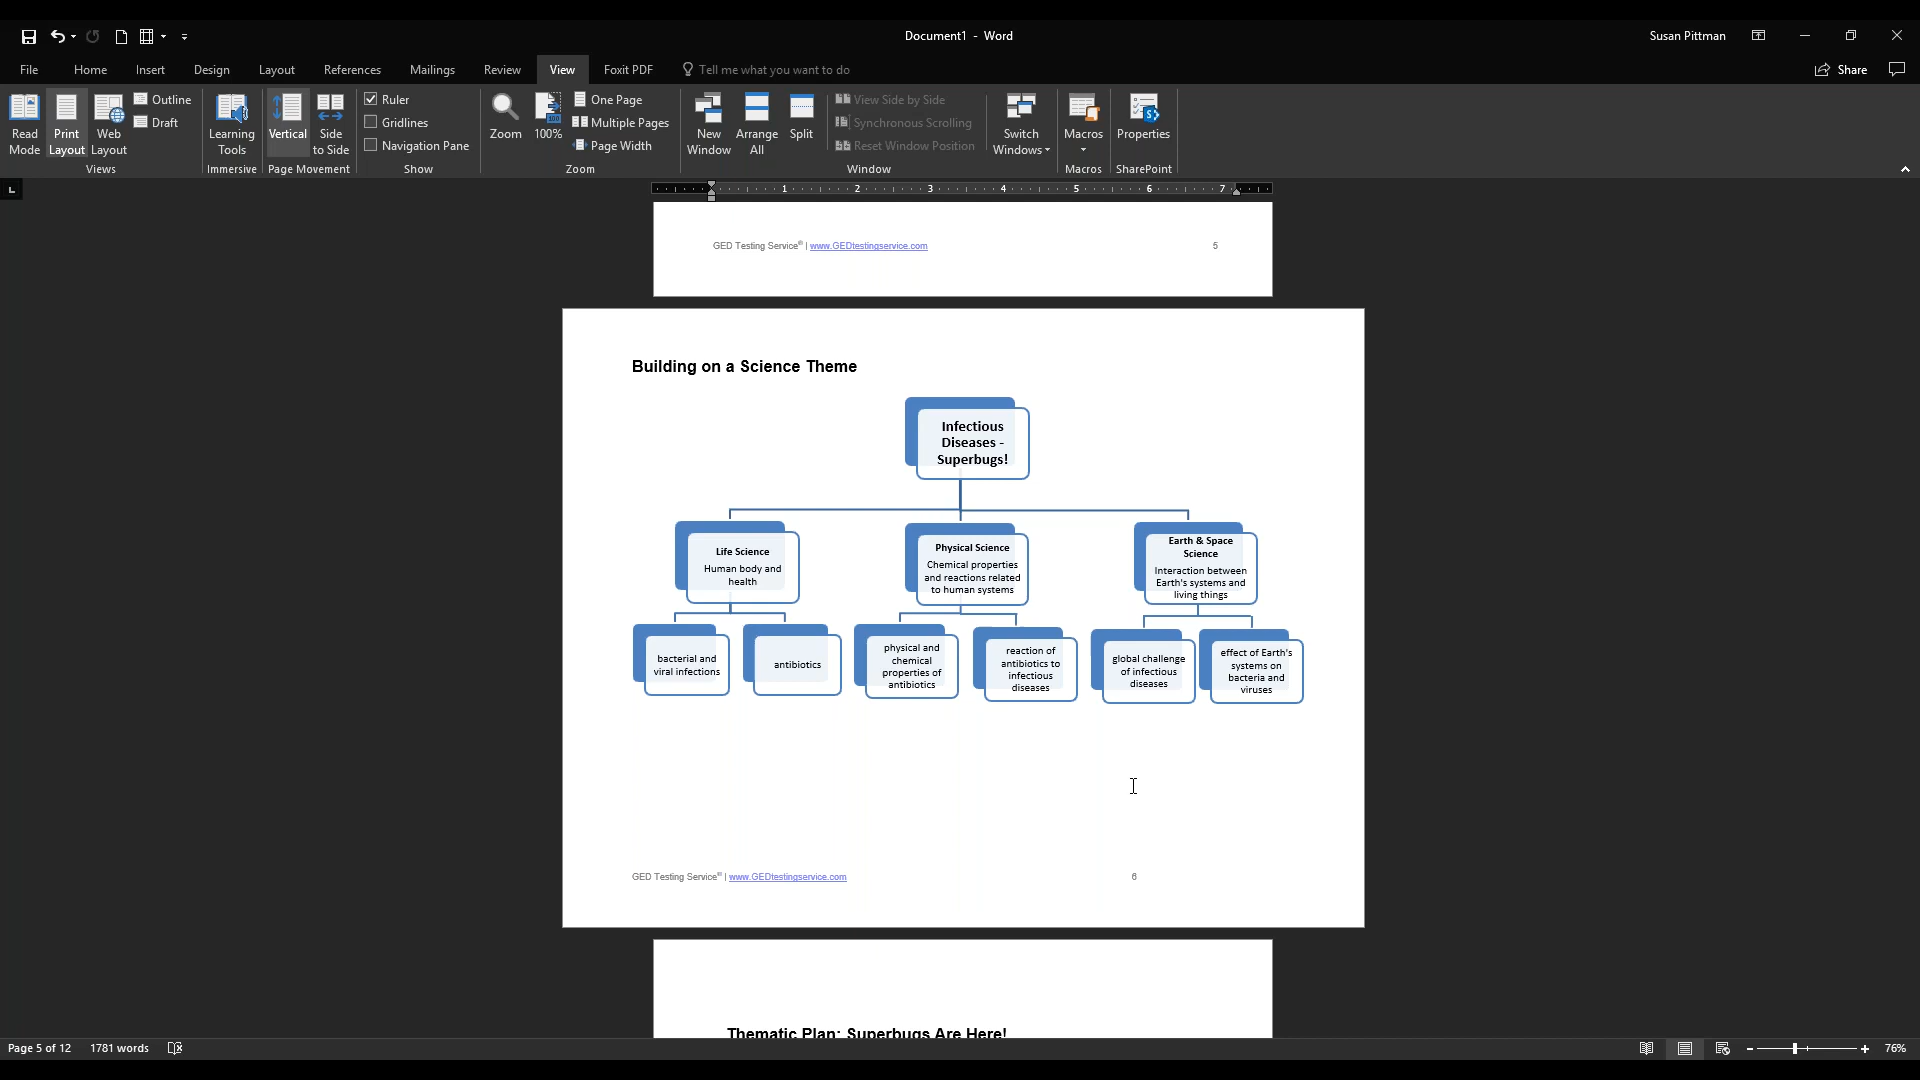 Document1 - Word
Susan Pittman
File Home Insert Design Layout References Mailings Review View Foxit PDF Tell me what you want to do
Share
Read Mode
Print Layout
Web Layout
Outline
Draft
Views
Learning Tools
Immersive
Vertical
Side to Side
Page Movement
Ruler
Gridlines
Navigation Pane
Show
Zoom
100%
One Page
Multiple Pages
Page Width
Zoom
New Window
Arrange All
Split
View Side by Side
Synchronous Scrolling
Reset Window Position
Window
Switch Windows
Macros
Macros
Properties
SharePoint
1 2 3 4 5 6 7
GED Testing Service® | www.GEDtestingservice.com 5
Building on a Science Theme
Infectious
Diseases -
Superbugs!
Life Science
Human body and
health
Physical Science
Chemical properties
and reactions related
to human systems
Earth & Space
Science
Interaction between
Earth's systems and
living things
bacterial and
viral infections
antibiotics
physical and
chemical
properties of
antibiotics
reaction of
antibiotics to
infectious
diseases
global challenge
of infectious
diseases
effect of Earth's
systems on
bacteria and
viruses
GED Testing Service® | www.GEDtestingservice.com 6
Thematic Plan: Superbugs Are Here!
Page 5 of 12 1781 words
76%